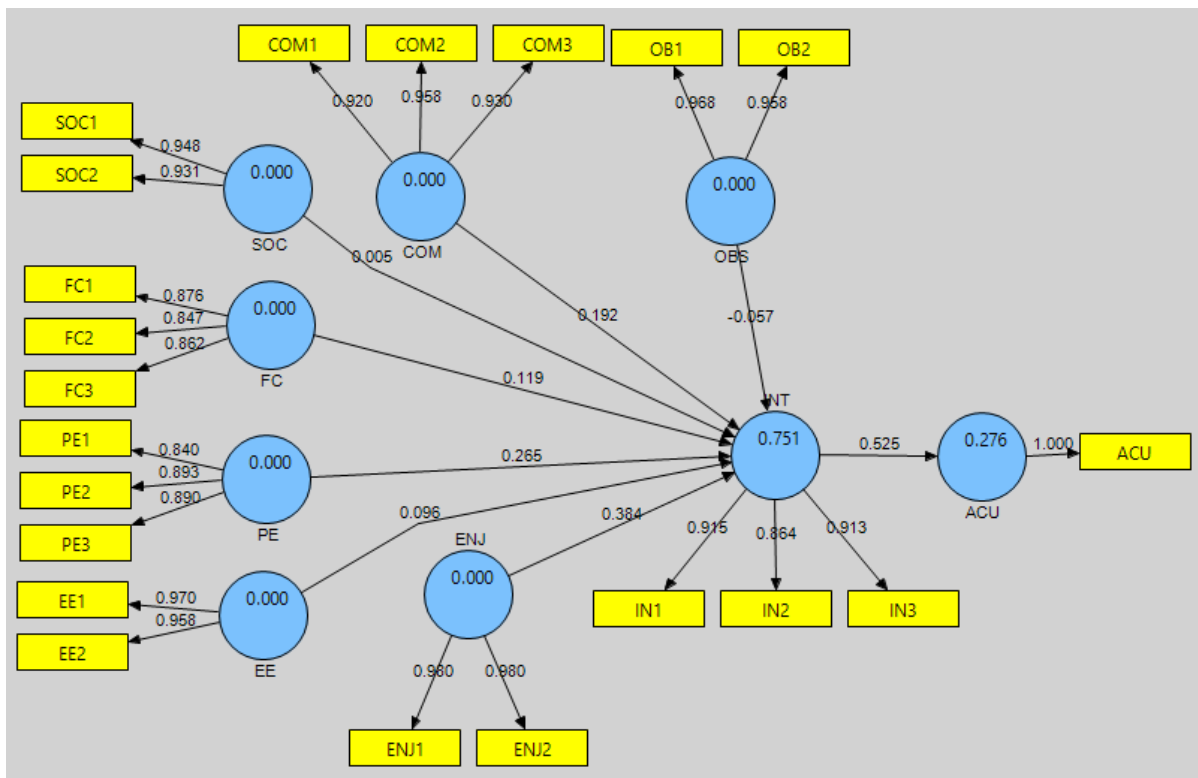 COM1
COM2
COM3
OB1
OB2
0.920
0.958
0.930
0.968
0.958
SOC1
SOC2
0.948
0.931
0.000
SOC
0.000
COM
0.000
OBS
0.005
0.192
-0.057
FC1
FC2
FC3
0.876
0.847
0.862
0.000
FC
0.119
PE1
PE2
PE3
0.840
0.893
0.890
0.000
PE
0.265
NT
0.751
0.525
0.276
ACU
1.000
ACU
EE1
EE2
0.970
0.958
0.000
EE
0.096
ENJ
0.000
0.384
0.915
0.864
0.913
IN1
IN2
IN3
0.980
0.980
ENJ1
ENJ2